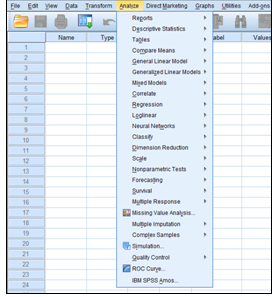 File Edit View Data Transform Analyze Direct Marketing Graphs Utilities Add-ons
Reports
Descriptive Statistics
Tables
Compare Means
General Linear Model
Generalized Linear Models
Mixed Models
Correlate
Regression
Loglinear
Neural Networks
Classify
Dimension Reduction
Scale
Nonparametric Tests
Forecasting
Survival
Multiple Response
Missing Value Analysis...
Multiple Imputation
Complex Samples
Simulation...
Quality Control
ROC Curve...
IBM SPSS Amos...
Name Type abel Values
1
2
3
4
5
6
7
8
9
10
11
12
13
14
15
16
17
18
19
20
21
22
23
24